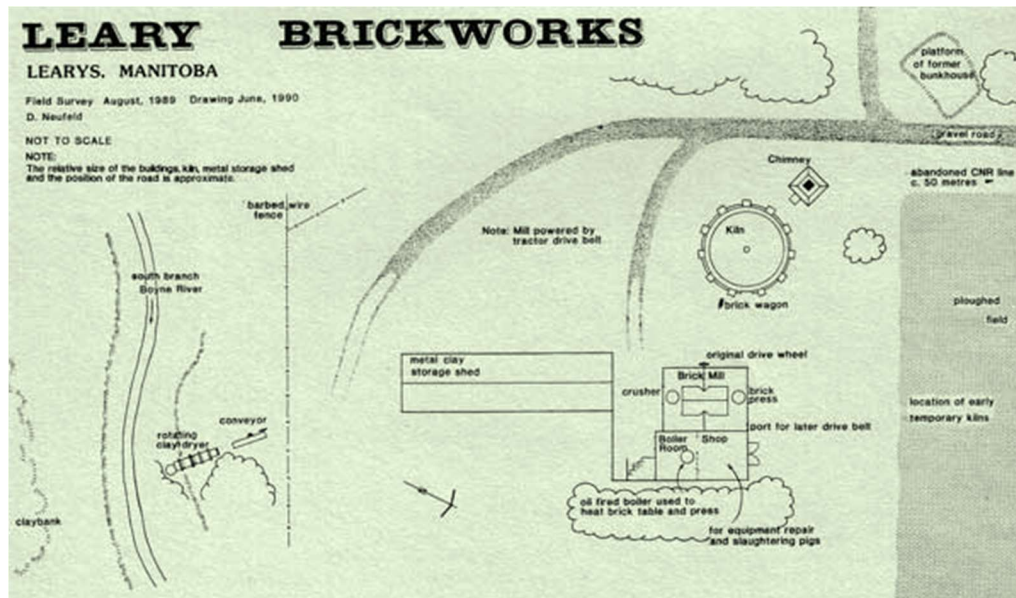 LEARY BRICKWORKS
LEARYS, MANITOBA
Field Survey August, 1989 Drawing June, 1990
D. Neufeld
NOT TO SCALE
NOTE:
The relative size of the buildings, kiln, metal storage shed
and the position of the road is approximate.
platform
of former
bunkhouse
gravel road
abandoned CNR line
c. 50 metres
Chimney
barbed wire
fence
Note: Mill powered by
tractor drive belt
Kiln
brick wagon
south branch
Boyne River
ploughed
field
metal clay
storage shed
original drive wheel
Brick Mill
crusher
brick
press
location of early
temporary kilns
port for later drive belt
conveyor
rotating
clay dryer
Boiler
Room
Shop
oil fired boiler used to
heat brick table and press
for equipment repair
and slaughtering pigs
claybank